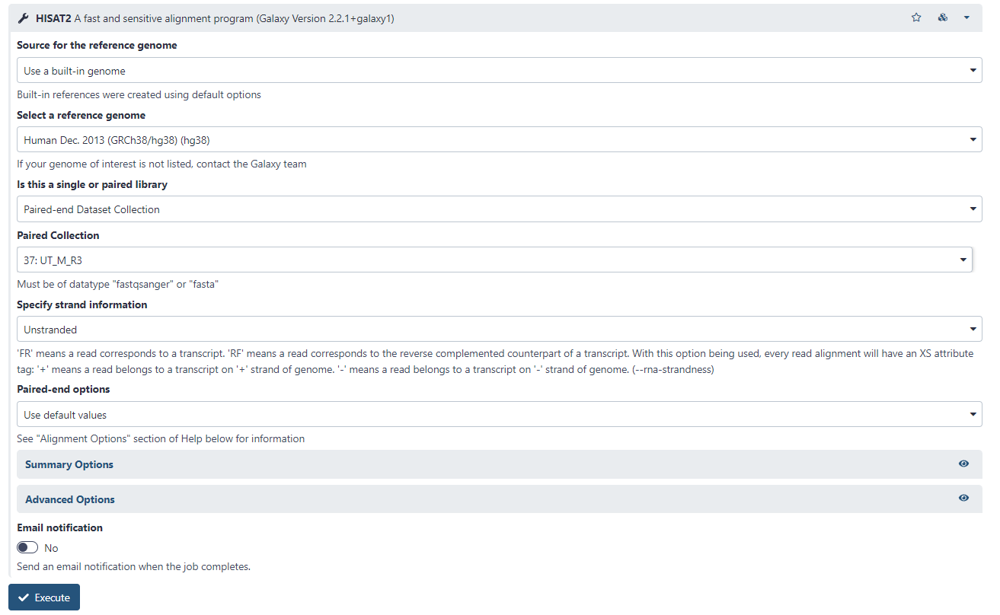 HISAT2 A fast and sensitive alignment program (Galaxy Version 2.2.1+galaxy1)
Source for the reference genome
Use a built-in genome
Built-in references were created using default options
Select a reference genome
Human Dec. 2013 (GRCh38/hg38) (hg38)
If your genome of interest is not listed, contact the Galaxy team
Is this a single or paired library
Paired-end Dataset Collection
Paired Collection
37: UT_M_R3
Must be of datatype "fastqsanger" or "fasta"
Specify strand information
Unstranded
'FR' means a read corresponds to a transcript. 'RF' means a read corresponds to the reverse complemented counterpart of a transcript. With this option being used, every read alignment will have an XS attribute
tag: '+' means a read belongs to a transcript on '+' strand of genome. '-' means a read belongs to a transcript on '-' strand of genome. (--rna-strandness)
Paired-end options
Use default values
See "Alignment Options" section of Help below for information
Summary Options
Advanced Options
Email notification
No
Send an email notification when the job completes.
Execute